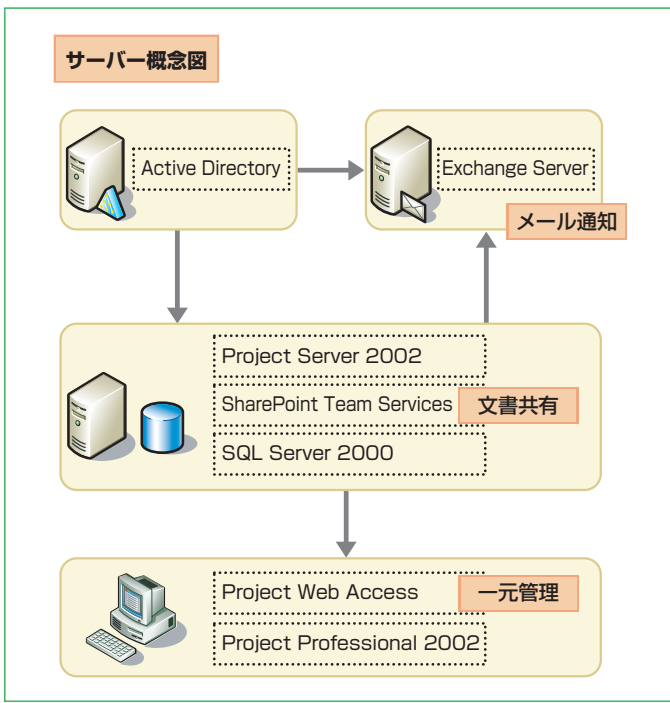 サーバー概念図
Active Directory
Exchange Server
メール通知
Project Server 2002
SharePoint Team Services
文書共有
SQL Server 2000
Project Web Access
一元管理
Project Professional 2002